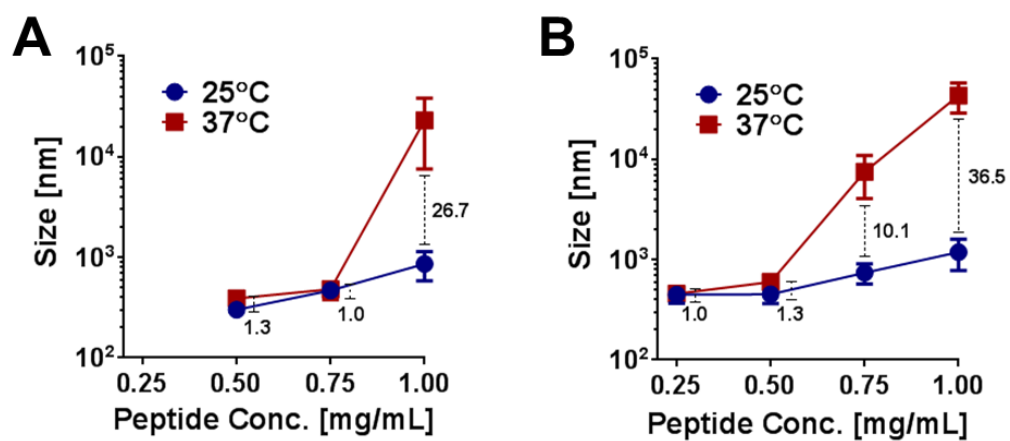 A
10⁵
25°C
37°C
10⁴
10³
10²
Size [nm]
26.7
1.3
1.0
0.25 0.50 0.75 1.00
Peptide Conc. [mg/mL]
B
10⁵
25°C
37°C
10⁴
10³
10²
Size [nm]
36.5
10.1
1.0
1.3
0.25 0.50 0.75 1.00
Peptide Conc. [mg/mL]